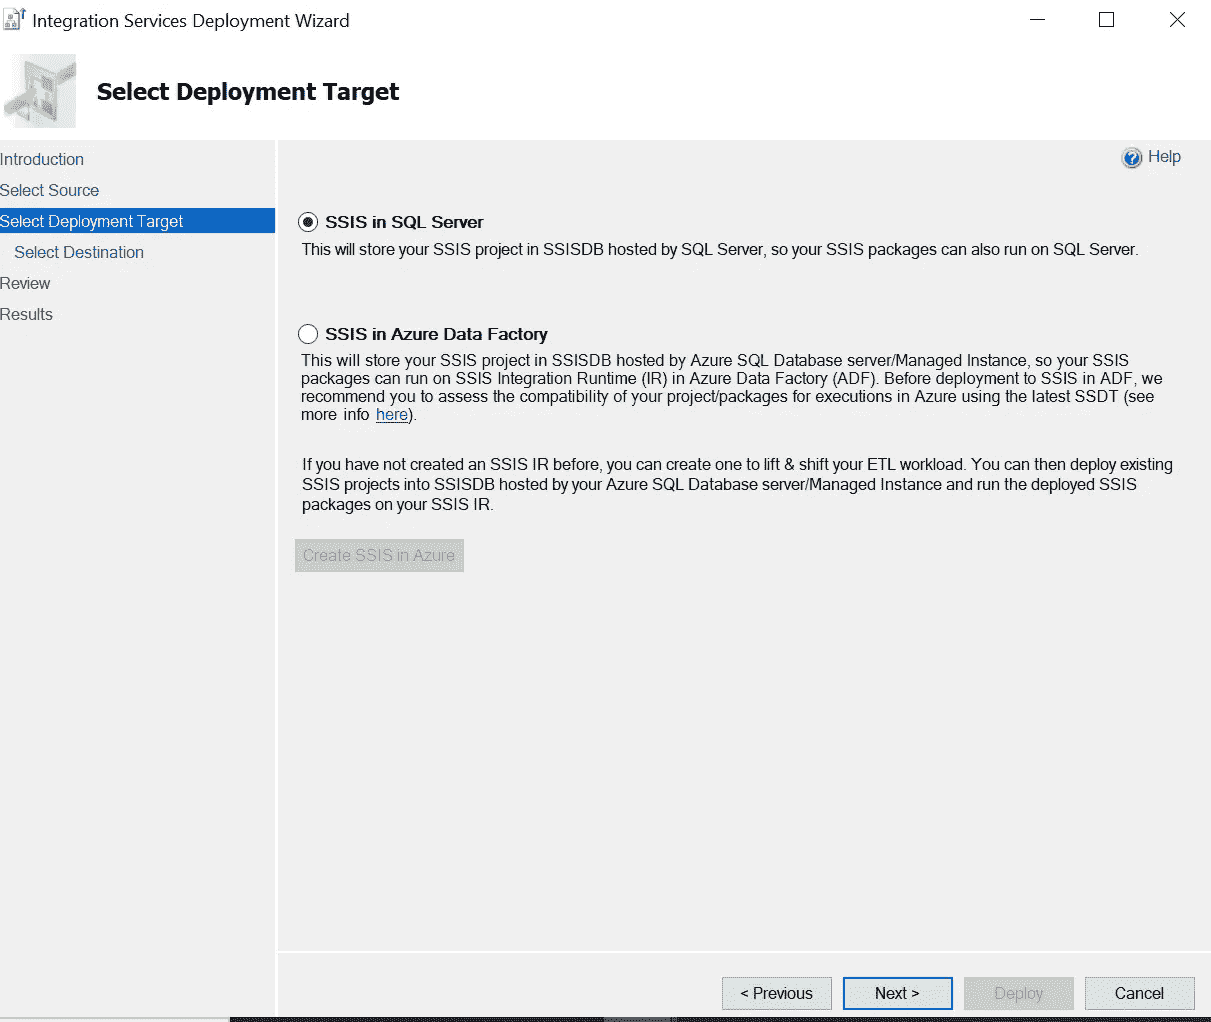 Integration Services Deployment Wizard
Select Deployment Target
Introduction
Select Source
Select Deployment Target
Select Destination
Review
Results
Help
SSIS in SQL Server
This will store your SSIS project in SSISDB hosted by SQL Server, so your SSIS packages can also run on SQL Server.
SSIS in Azure Data Factory
This will store your SSIS project in SSISDB hosted by Azure SQL Database server/Managed Instance, so your SSIS
packages can run on SSIS Integration Runtime (IR) in Azure Data Factory (ADF). Before deployment to SSIS in ADF, we
recommend you to assess the compatibility of your project/packages for executions in Azure using the latest SSDT (see
more info here).
If you have not created an SSIS IR before, you can create one to lift & shift your ETL workload. You can then deploy existing
SSIS projects into SSISDB hosted by your Azure SQL Database server/Managed Instance and run the deployed SSIS
packages on your SSIS IR.
Create SSIS in Azure
< Previous
Next >
Deploy
Cancel